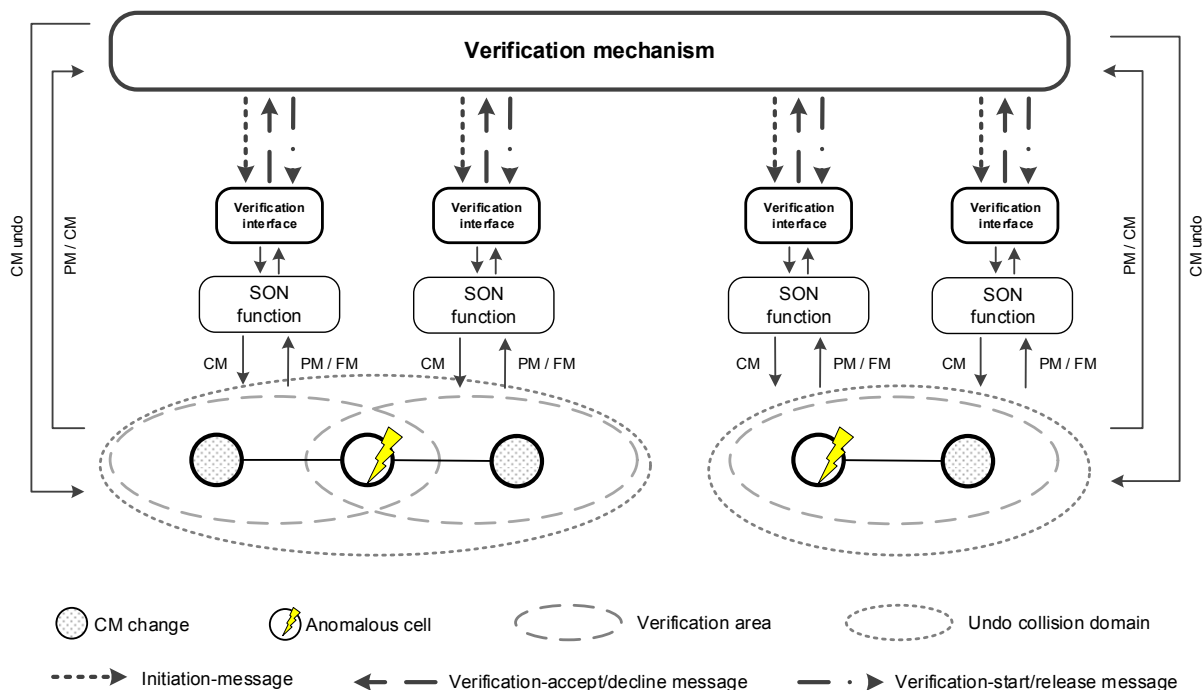 Verification mechanism
CM undo
PM / CM
PM / CM
CM undo
Verification
interface
Verification
interface
Verification
interface
Verification
interface
SON
function
SON
function
SON
function
SON
function
CM
PM / FM
CM
PM / FM
CM
PM / FM
CM
PM / FM
CM change
Anomalous cell
Verification area
Undo collision domain
Initiation-message
Verification-accept/decline message
Verification-start/release message